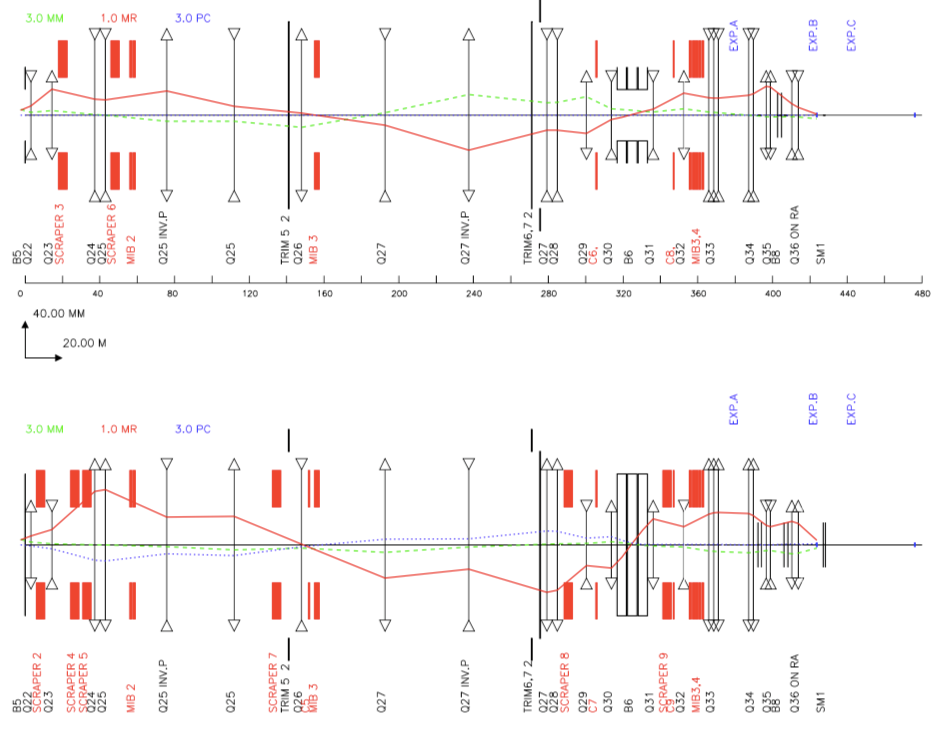 3.0 MM 1.0 MR 3.0 PC
EXP.A EXP.B EXP.C
B5 Q22 Q23 SCRAPER 3 Q24 Q25 SCRAPER 6 MIB 2 Q25 INV.P Q25 TRIM 5 2 Q26 MIB 3 Q27 Q27 INV.P TRIM6,7 2 Q27 Q28 Q29 C6, Q30 B6 Q31 C8, Q32 MIB3,4 Q33 Q34 Q35 B8 Q36 ON RA SM1
0 40 80 120 160 200 240 280 320 360 400 440 480
40.00 MM
20.00 M
EXP.A EXP.B EXP.C
3.0 MM 1.0 MR 3.0 PC
B5 Q22 SCRAPER 2 Q23 SCRAPER 4 SCRAPER 5 Q24 Q25 MIB 2 Q25 INV.P Q25 SCRAPER 7 TRIM 5 2 Q26 MIB 3 Q27 Q27 INV.P TRIM6,7 2 Q27 Q28 SCRAPER 8 Q29 C7 Q30 B6 Q31 SCRAPER 9 C9 Q32 MIB3,4 Q33 Q34 Q35 B8 Q36 ON RA SM1